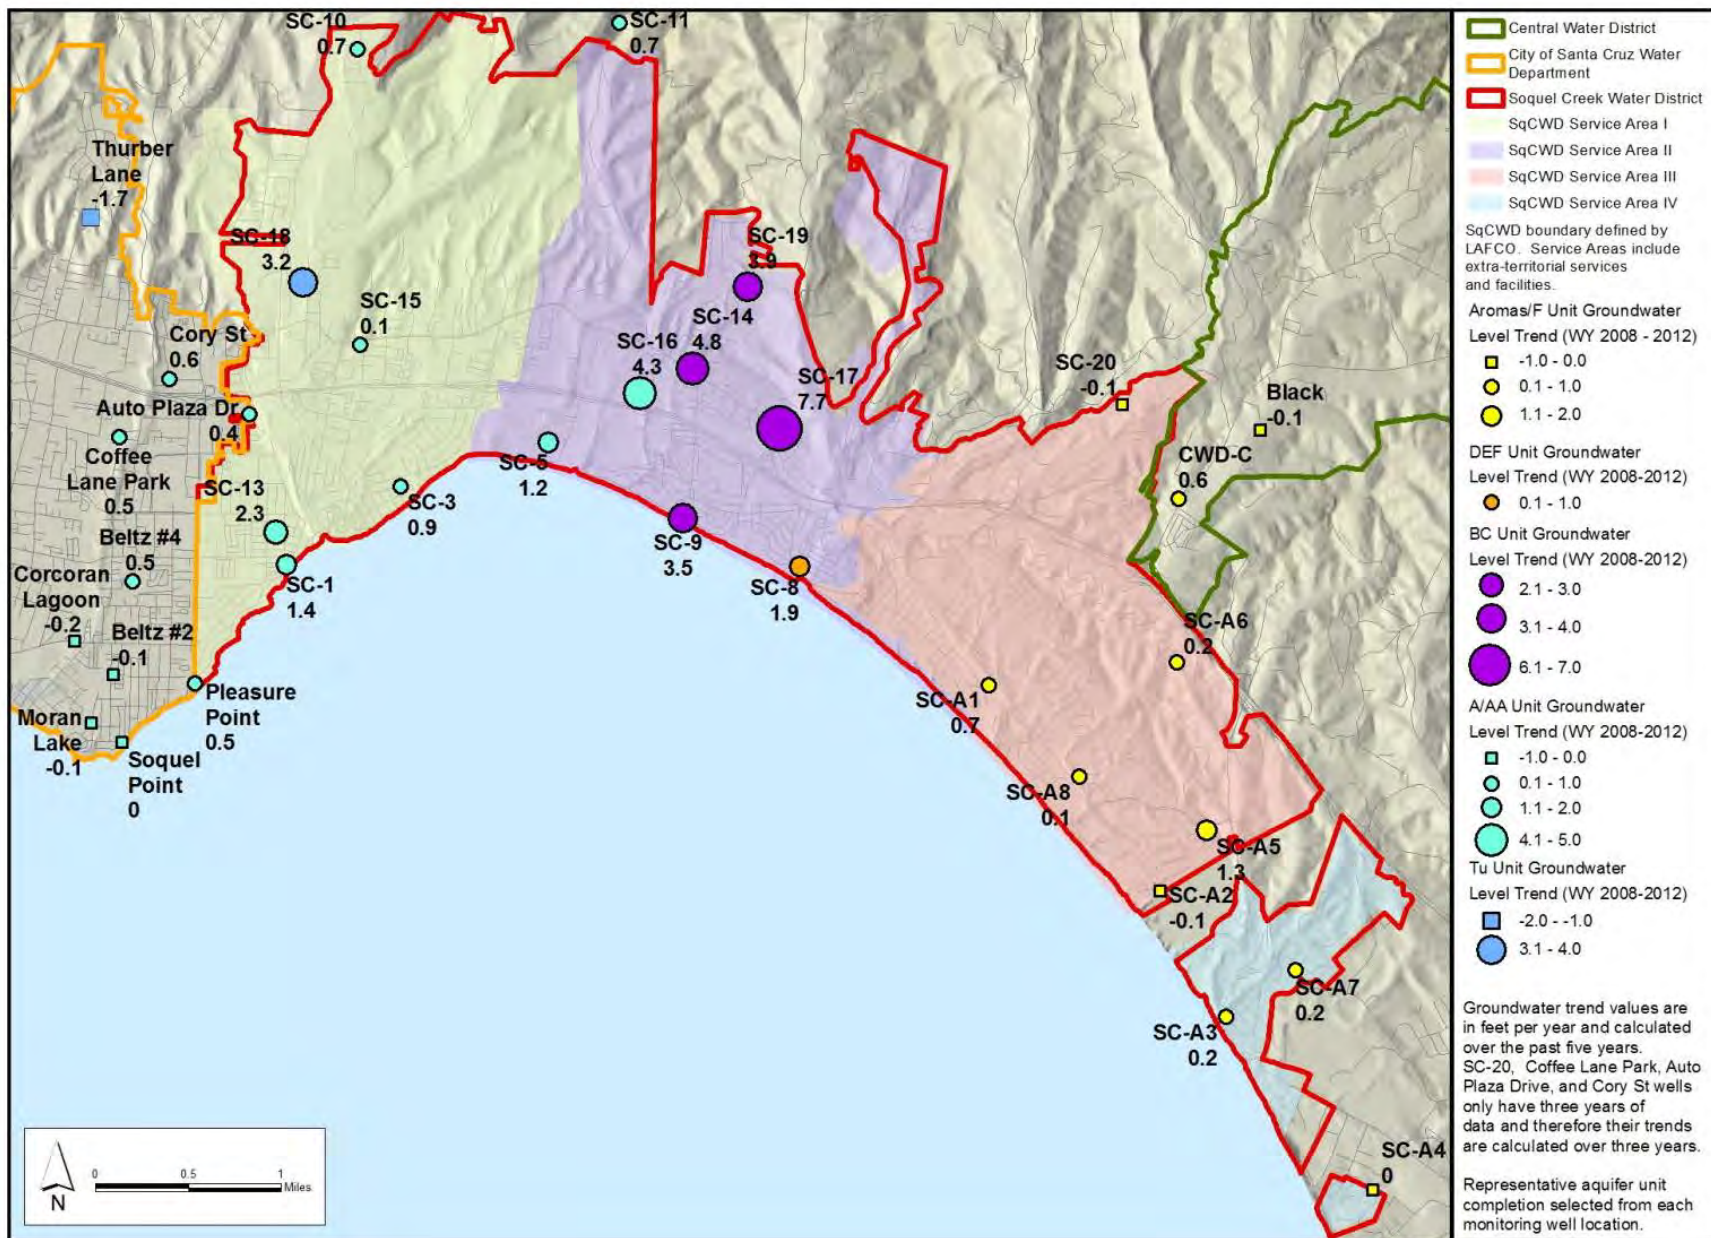 SC-10
0.7
SC-11
0.7
Thurber
Lane
-1.7
SC-18
3.2
SC-19
3.9
SC-15
0.1
SC-14
4.8
SC-16
4.3
Cory St
0.6
SC-17
7.7
SC-20
-0.1
Black
-0.1
Auto Plaza Dr
0.4
Coffee
Lane Park
0.5
CWD-C
0.6
SC-5
1.2
SC-13
2.3
SC-3
0.9
Beltz #4
0.5
SC-9
3.5
Corcoran
Lagoon
-0.2
SC-1
1.4
SC-8
1.9
Beltz #2
-0.1
SC-A6
0.2
Pleasure
Point
0.5
SC-A1
0.7
Moran
Lake
-0.1
Soquel
Point
0
SC-A8
0.1
SC-A5
1.3
SC-A2
-0.1
SC-A7
0.2
SC-A3
0.2
SC-A4
0
N
0 0.5 1
Miles
Central Water District
City of Santa Cruz Water
Department
Soquel Creek Water District
SqCWD Service Area I
SqCWD Service Area II
SqCWD Service Area III
SqCWD Service Area IV
SqCWD boundary defined by
LAFCO. Service Areas include
extra-territorial services
and facilities.
Aromas/F Unit Groundwater
Level Trend (WY 2008 - 2012)
-1.0 - 0.0
0.1 - 1.0
1.1 - 2.0
DEF Unit Groundwater
Level Trend (WY 2008-2012)
0.1 - 1.0
BC Unit Groundwater
Level Trend (WY 2008-2012)
2.1 - 3.0
3.1 - 4.0
6.1 - 7.0
A/AA Unit Groundwater
Level Trend (WY 2008-2012)
-1.0 - 0.0
0.1 - 1.0
1.1 - 2.0
4.1 - 5.0
Tu Unit Groundwater
Level Trend (WY 2008-2012)
-2.0 - -1.0
3.1 - 4.0
Groundwater trend values are
in feet per year and calculated
over the past five years.
SC-20, Coffee Lane Park, Auto
Plaza Drive, and Cory St wells
only have three years of
data and therefore their trends
are calculated over three years.
Representative aquifer unit
completion selected from each
monitoring well location.